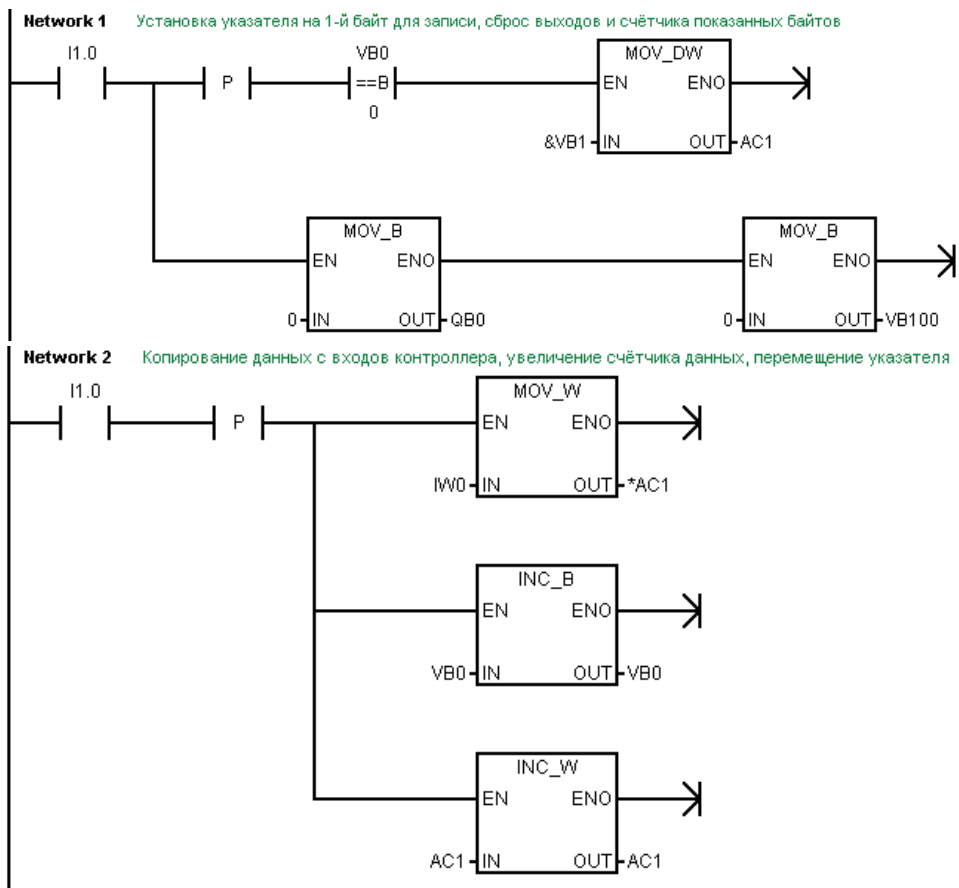 Network 1 Установка указателя на 1-й байт для записи, сброс выходов и счётчика показанных байтов
I1.0 VB0 MOV_DW
P ==B EN ENO
0
&VB1 IN OUT AC1
MOV_B MOV_B
EN ENO EN ENO
0 IN OUT QB0 0 IN OUT VB100
Network 2 Копирование данных с входов контроллера, увеличение счётчика данных, перемещение указателя
I1.0 MOV_W
P EN ENO
IW0 IN OUT *AC1
INC_B
EN ENO
VB0 IN OUT VB0
INC_W
EN ENO
AC1 IN OUT AC1